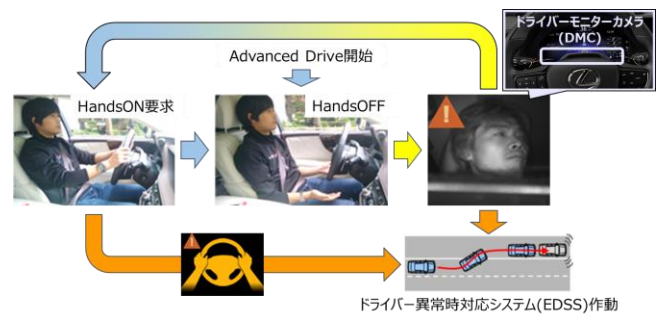 ドライバーモニターカメラ
(DMC)
Advanced Drive開始
HandsON要求
HandsOFF
ドライバー異常時対応システム(EDSS)作動